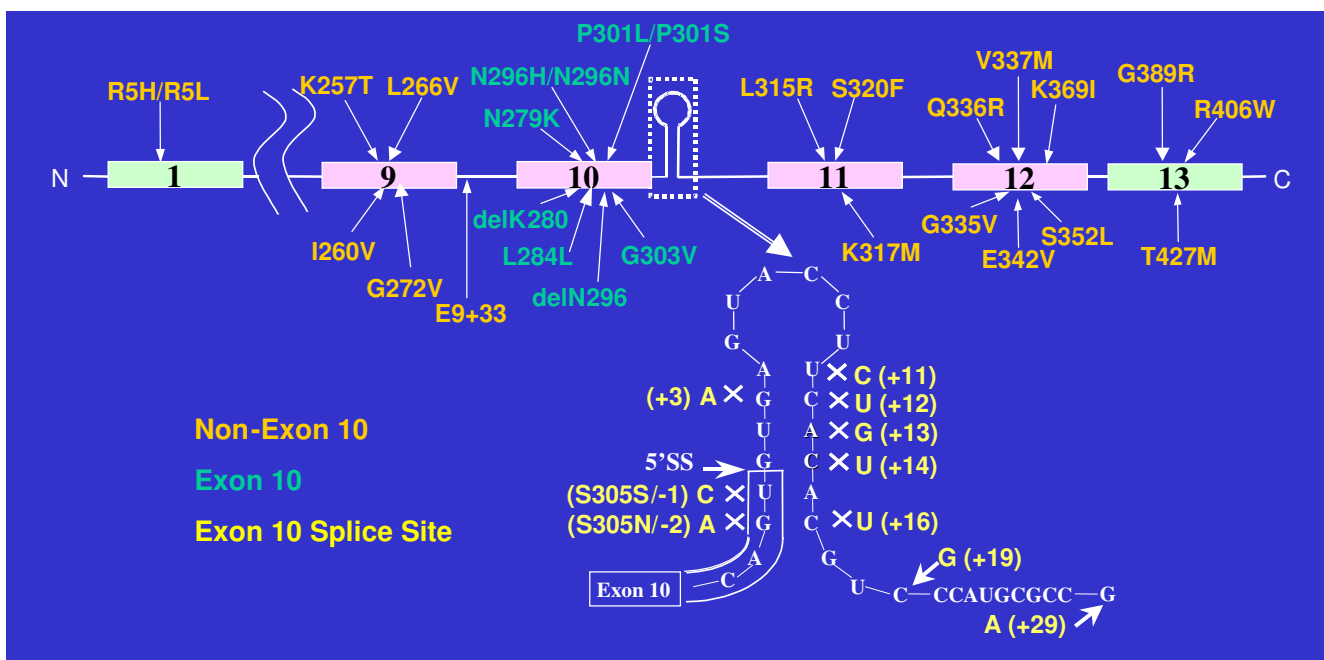 P301L/P301S
N296H/N296N
N279K
R5H/R5L
K257T
L266V
L315R
S320F
V337M
Q336R
K369I
G389R
R406W
N
1
9
10
11
12
13
C
I260V
G272V
E9+33
delK280
L284L
delN296
G303V
K317M
G335V
E342V
S352L
T427M
A C
U C
G U
A U C (+11)
(+3) A G C U (+12)
U A G (+13)
5'SS G C U (+14)
(S305S/-1) C U A
(S305N/-2) A G C U (+16)
A G G (+19)
Exon 10 C U C CCAUGCGCC G
A (+29)
Non-Exon 10
Exon 10
Exon 10 Splice Site